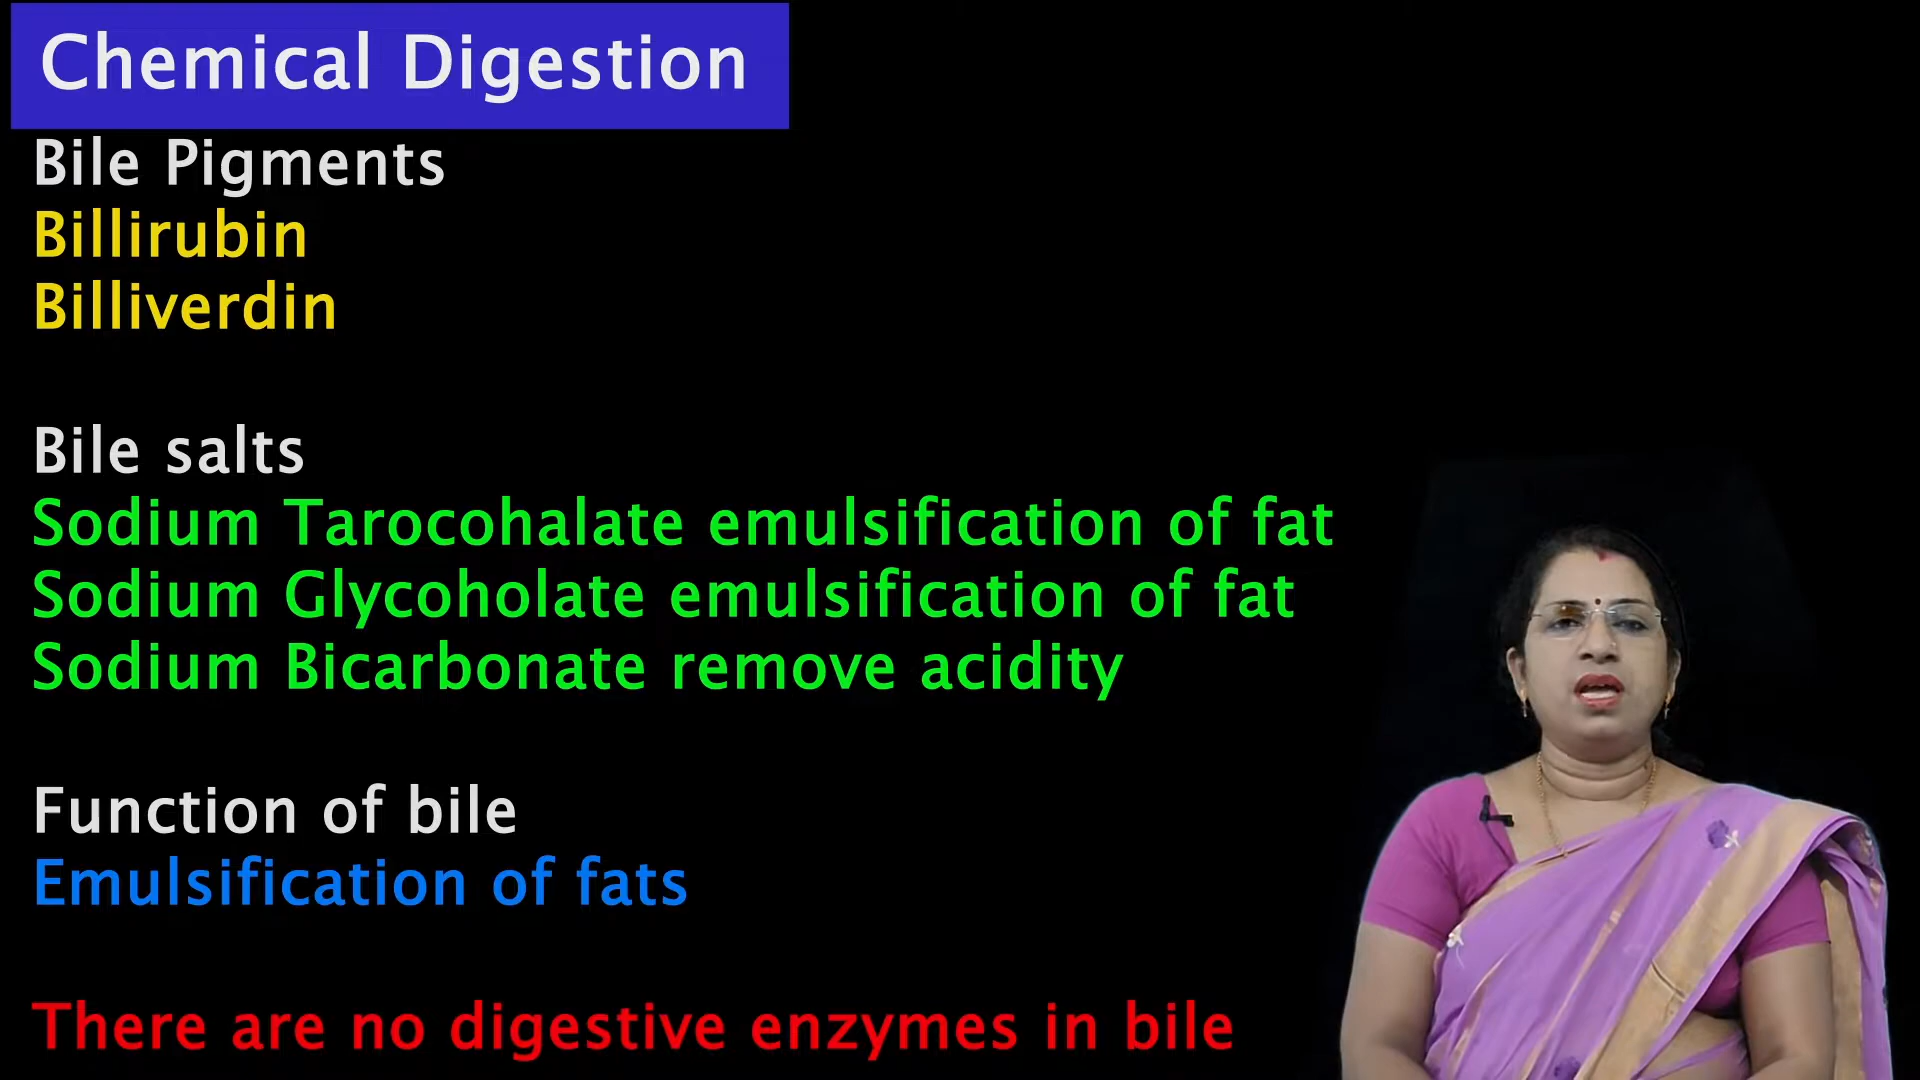 Chemical Digestion
Bile Pigments
Billirubin
Billiverdin
Bile salts
Sodium Tarocohalate emulsification of fat
Sodium Glycoholate emulsification of fat
Sodium Bicarbonate remove acidity
Function of bile
Emulsification of fats
There are no digestive enzymes in bile